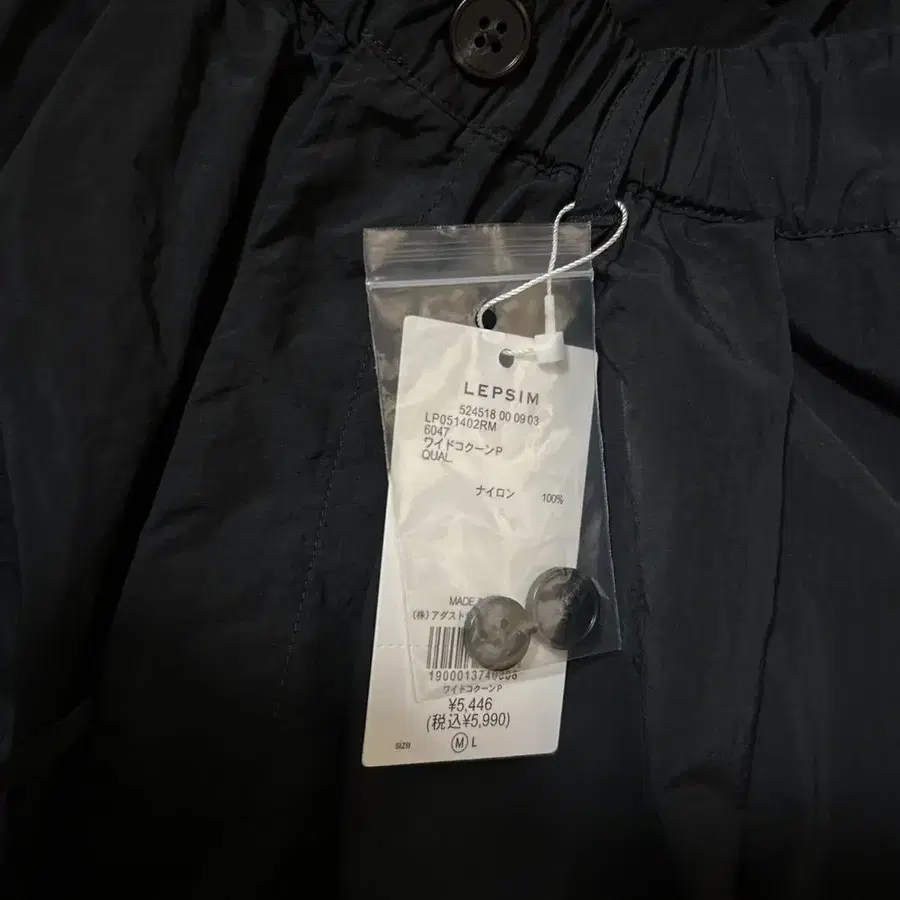 LEPSIM
524518 00 09 03
LP051402RM
6047
ワイドコクーンP
QUAL.
ナイロン 100%
MADE
(株)アダスト
ワイドコクーンP
¥5,446
(税込¥5,990)
SIZE M L